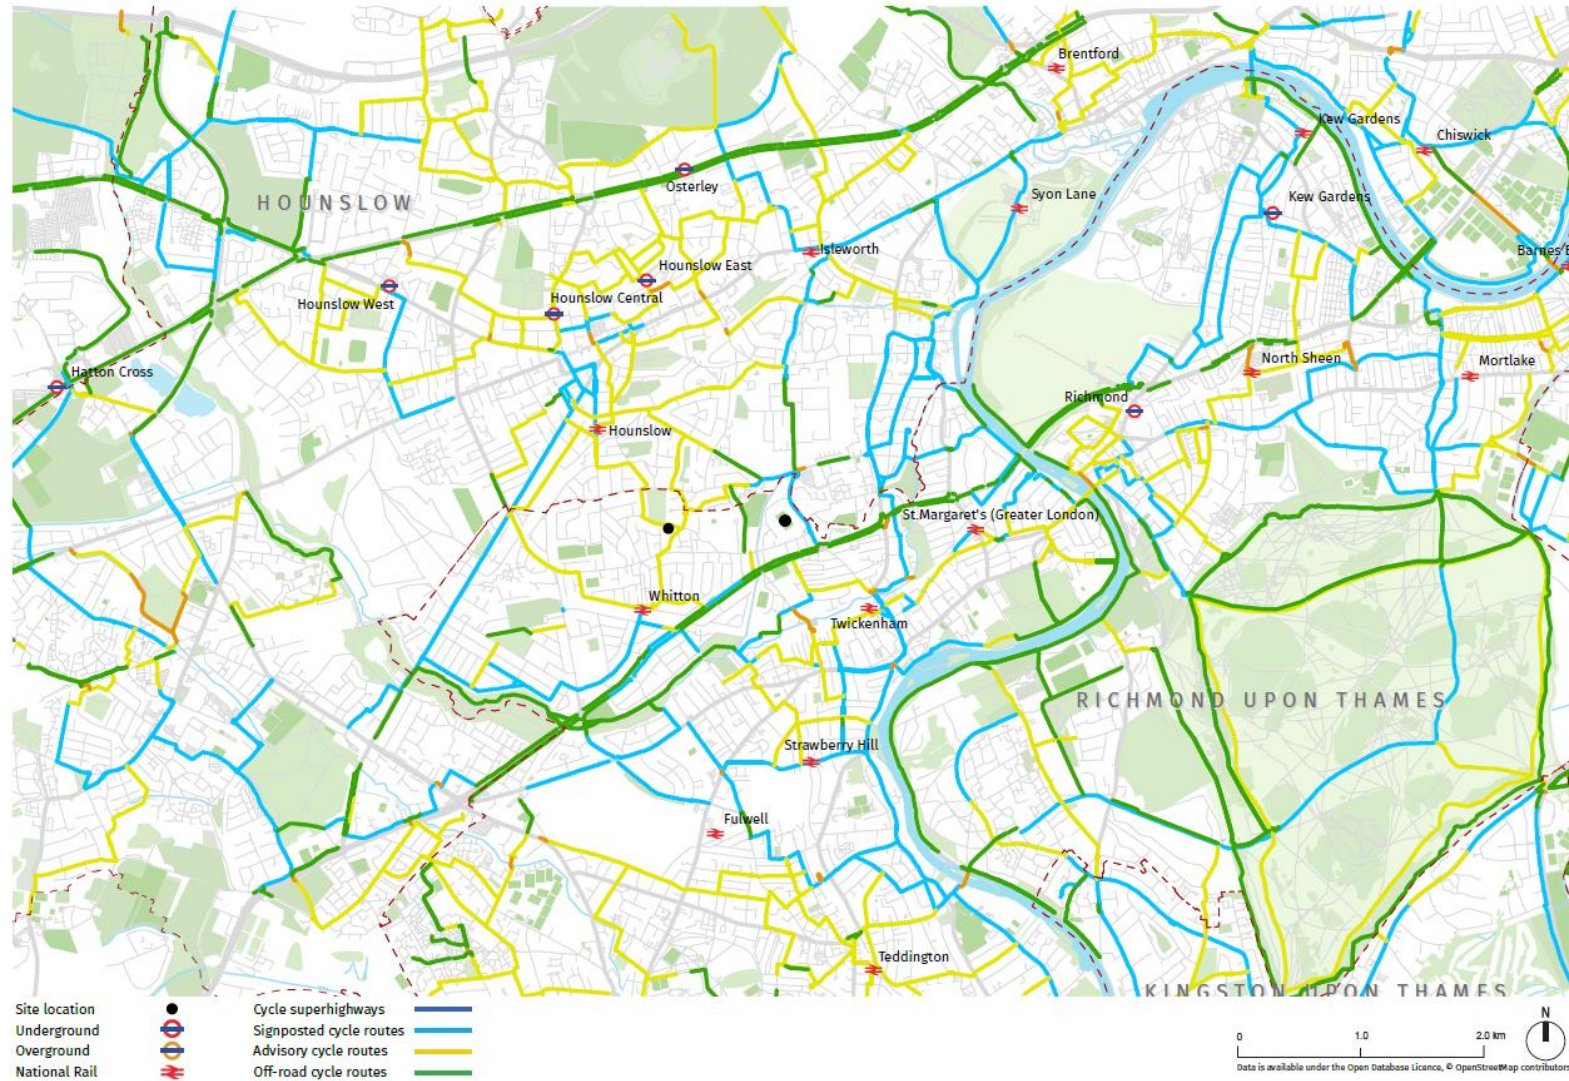 Brentford
Kew Gardens
Chiswick
Osterley
Syon Lane
HOUNSLOW
Kew Gardens
Isleworth
Barnes B
Hounslow East
Hounslow West
Hounslow Central
North Sheen
Mortlake
Hatton Cross
Richmond
Hounslow
St.Margaret's (Greater London)
Whitton
Twickenham
RICHMOND UPON THAMES
Strawberry Hill
Fulwell
Teddington
KINGSTON UPON THAMES
Site location
Underground
Overground
National Rail
Cycle superhighways
Signposted cycle routes
Advisory cycle routes
Off-road cycle routes
0 1.0 2.0 km
N
Data is available under the Open Database Licence, © OpenStreetMap contributors